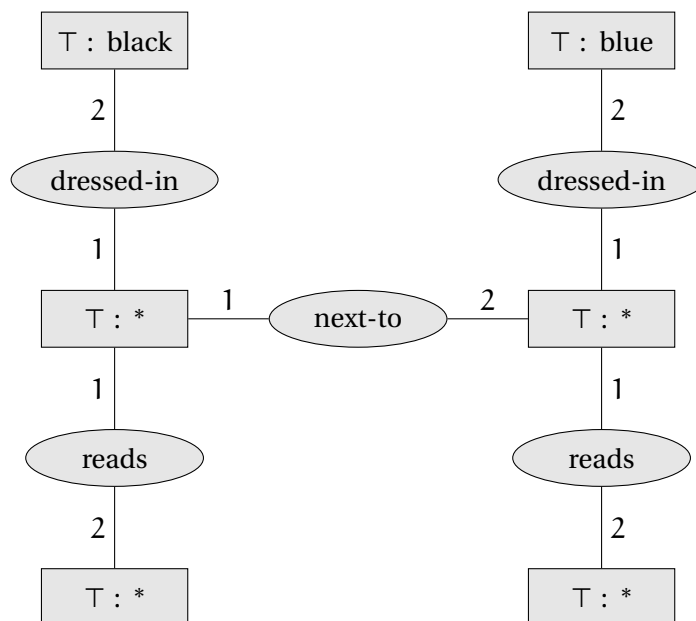 ⊤ : black ⊤ : blue
2 2
dressed-in dressed-in
1 1
⊤ : * 1 next-to 2 ⊤ : *
1 1
reads reads
2 2
⊤ : * ⊤ : *